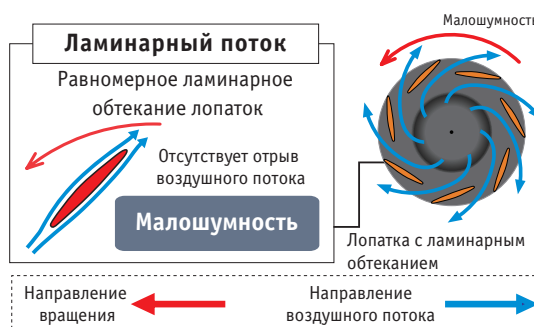 Ламинарный поток
Равномерное ламинарное
обтекание лопаток
Отсутствует отрыв
воздушного потока
Малошумность
Малошумность
Лопатка с ламинарным
обтеканием
Направление
вращения
Направление
воздушного потока